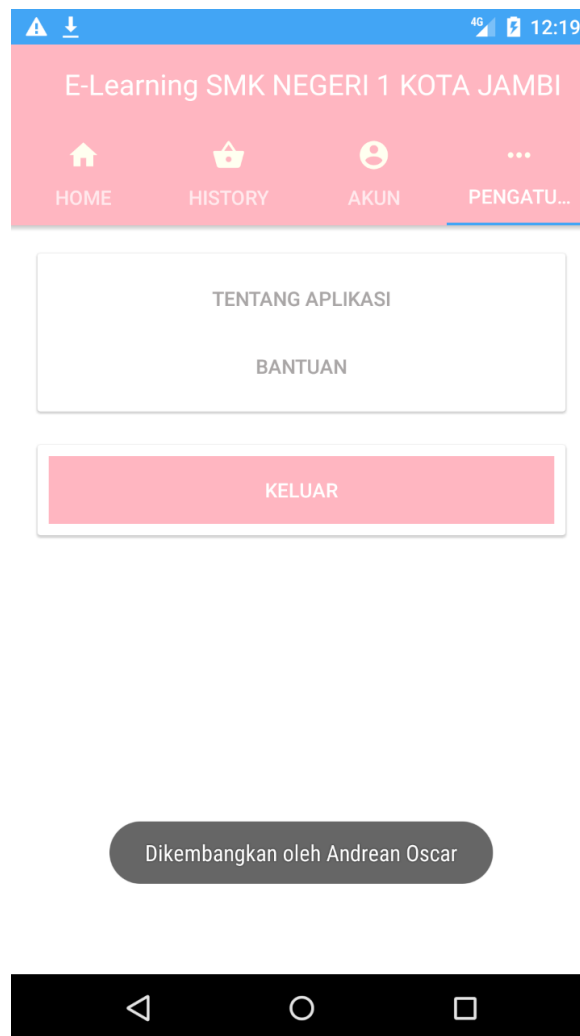 4G 12:19
E-Learning SMK NEGERI 1 KOTA JAMBI
HOME HISTORY AKUN PENGATU...
TENTANG APLIKASI
BANTUAN
KELUAR
Dikembangkan oleh Andrean Oscar